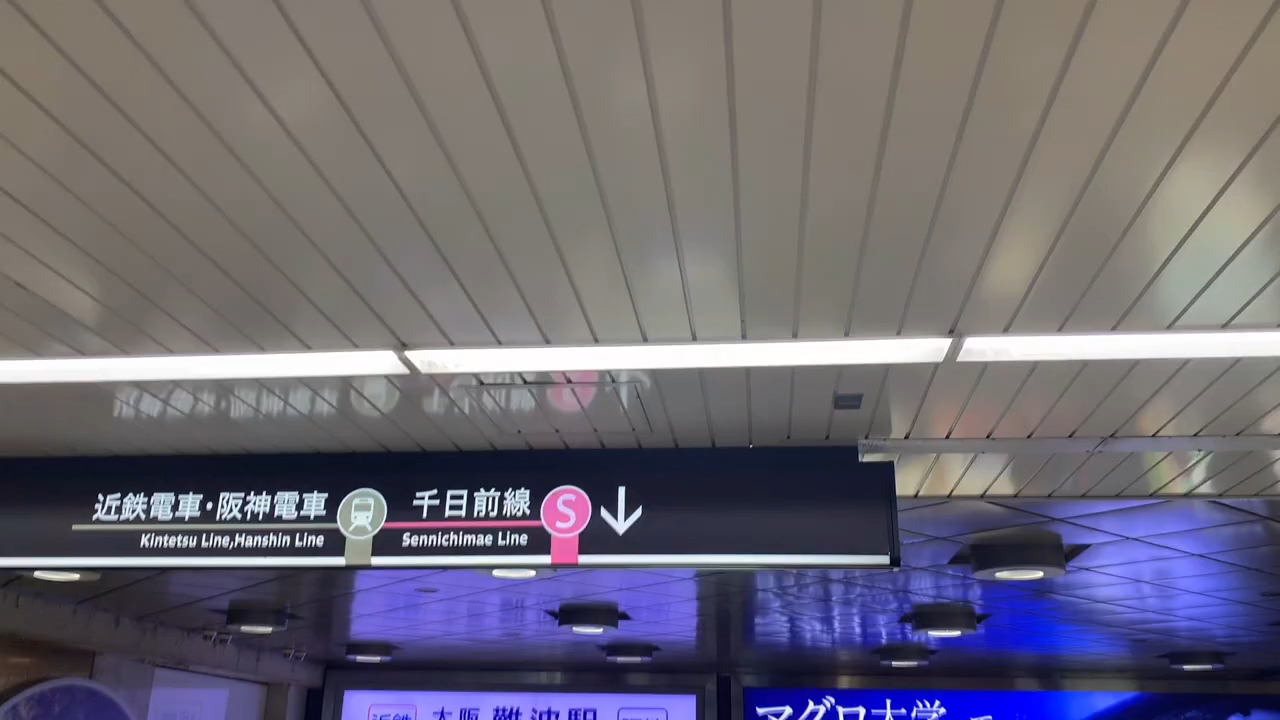 近鉄電車・阪神電車
Kintetsu Line,Hanshin Line
千日前線
Sennichimae Line
S
近鉄 大阪難波駅
マグロ大学